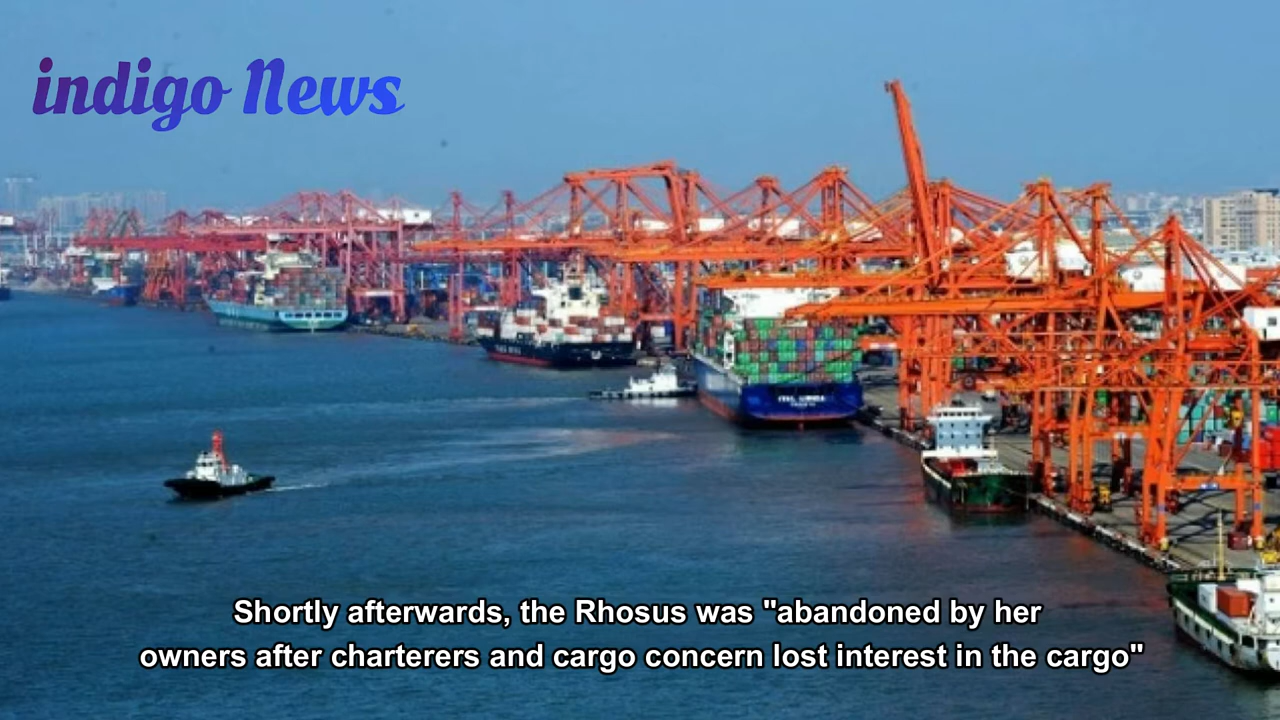 indigo News
Shortly afterwards, the Rhosus was "abandoned by her
owners after charterers and cargo concern lost interest in the cargo"